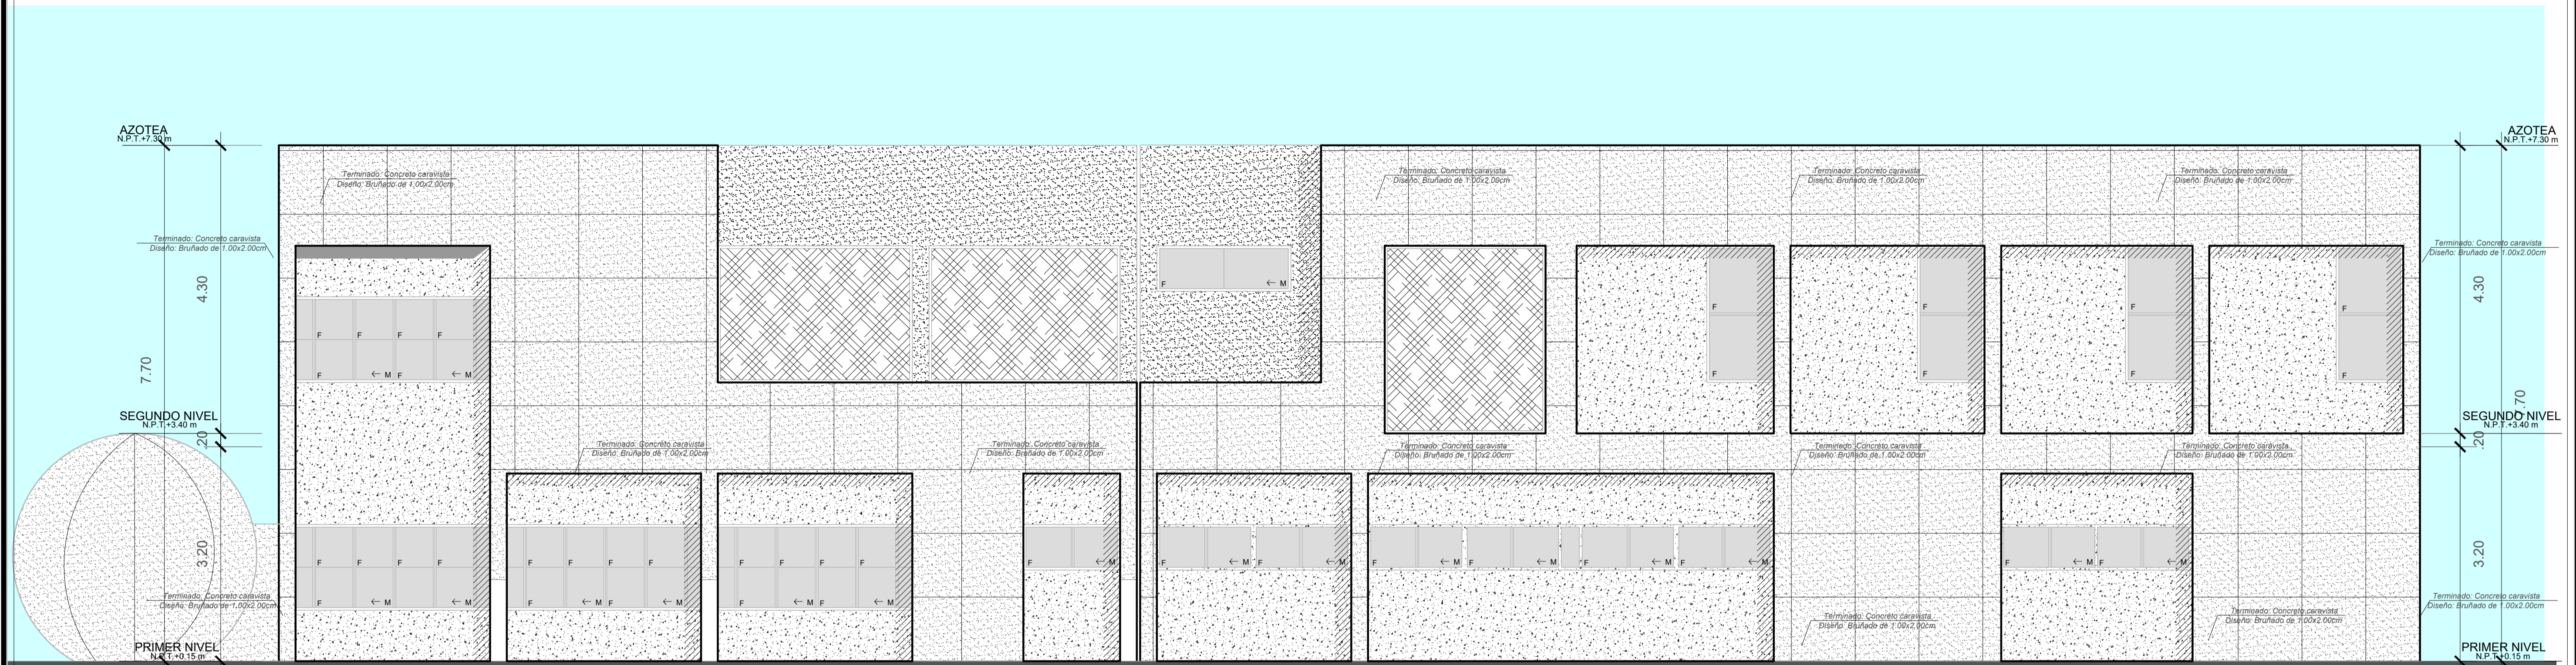 AZOTEA
N.P.T.+7.30 m
AZOTEA
N.P.T.+7.30 m
Terminado: Concreto caravista
Diseño: Bruñado de 1.00x2.00cm
Terminado: Concreto caravista
Diseño: Bruñado de 1.00x2.00cm
Terminado: Concreto caravista
Diseño: Bruñado de 1.00x2.00cm
Terminado: Concreto caravista
Diseño: Bruñado de 1.00x2.00cm
Terminado: Concreto caravista
Diseño: Bruñado de 1.00x2.00cm
Terminado: Concreto caravista
Diseño: Bruñado de 1.00x2.00cm
4.30
4.30
F
F ← M
F
F
F
F
F F F F
F ← M F ← M
F
F
F
F
7.70
.70
SEGUNDO NIVEL
N.P.T.+3.40 m
SEGUNDO NIVEL
N.P.T.+3.40 m
.20
.20
Terminado: Concreto caravista
Diseño: Bruñado de 1.00x2.00cm
Terminado: Concreto caravista
Diseño: Bruñado de 1.00x2.00cm
Terminado: Concreto caravista
Diseño: Bruñado de 1.00x2.00cm
Terminado: Concreto caravista
Diseño: Bruñado de 1.00x2.00cm
Terminado: Concreto caravista
Diseño: Bruñado de 1.00x2.00cm
3.20
3.20
F F F F
F F F F
F F F F
F ← M
F ← M F ← M
F ← M F ← M F ← M F ← M
F ← M F ← M
F ← M F ← M
F ← M F ← M
F ← M F ← M
Terminado: Concreto caravista
Diseño: Bruñado de 1.00x2.00cm
Terminado: Concreto caravista
Diseño: Bruñado de 1.00x2.00cm
Terminado: Concreto caravista
Diseño: Bruñado de 1.00x2.00cm
Terminado: Concreto caravista
Diseño: Bruñado de 1.00x2.00cm
PRIMER NIVEL
N.P.T.+0.15 m
PRIMER NIVEL
N.P.T.+0.15 m